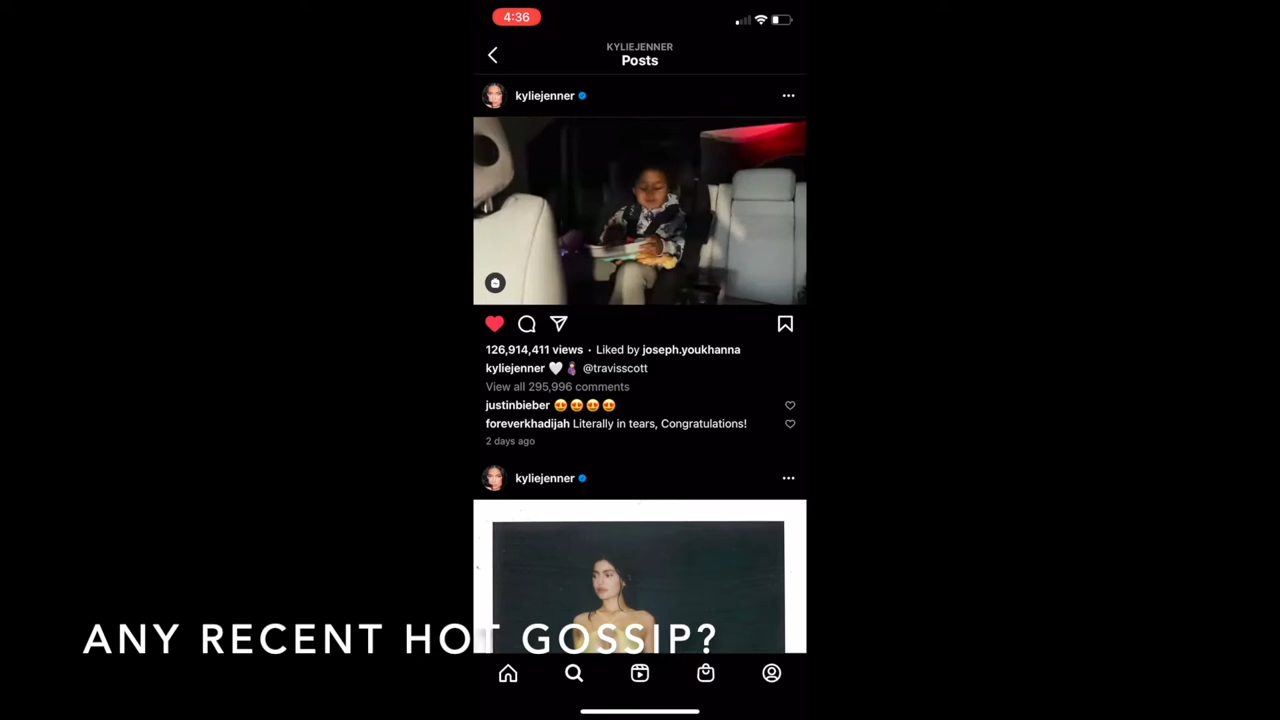 4:36
KYLIEJENNER
Posts
kyliejenner
126,914,411 views · Liked by joseph.youkhanna
kyliejenner 🤍🤰🏻 @travisscott
View all 295,996 comments
justinbieber 😍😍😍😍
foreverkhadijah Literally in tears, Congratulations!
2 days ago
kyliejenner
ANY RECENT HOT GOSSIP?